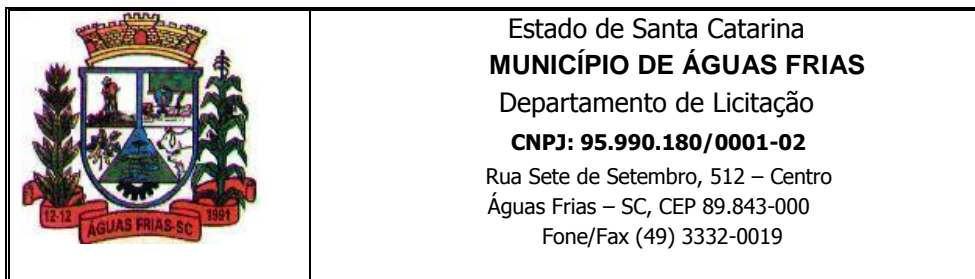 12-12
ÁGUAS FRIAS-SC
1991
Estado de Santa Catarina
MUNICÍPIO DE ÁGUAS FRIAS
Departamento de Licitação
CNPJ: 95.990.180/0001-02
Rua Sete de Setembro, 512 – Centro
Águas Frias – SC, CEP 89.843-000
Fone/Fax (49) 3332-0019